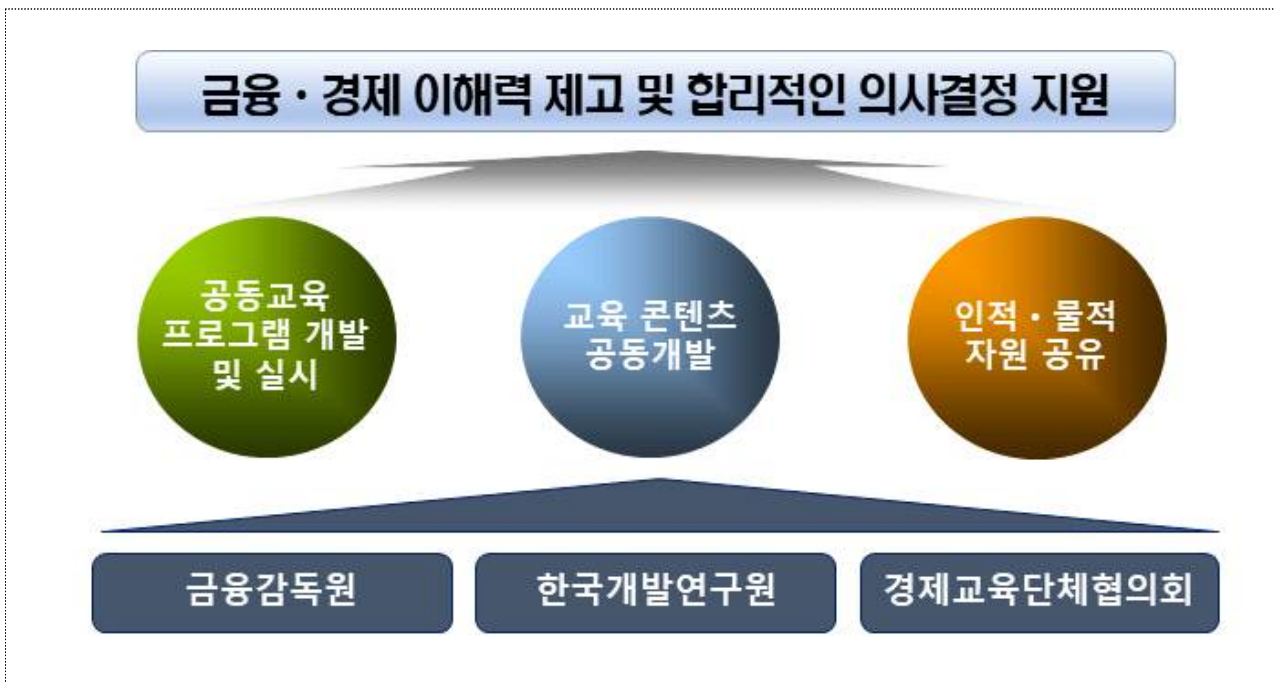 금융・경제 이해력 제고 및 합리적인 의사결정 지원
공동교육
프로그램 개발
및 실시
교육 콘텐츠
공동개발
인적・물적
자원 공유
금융감독원
한국개발연구원
경제교육단체협의회